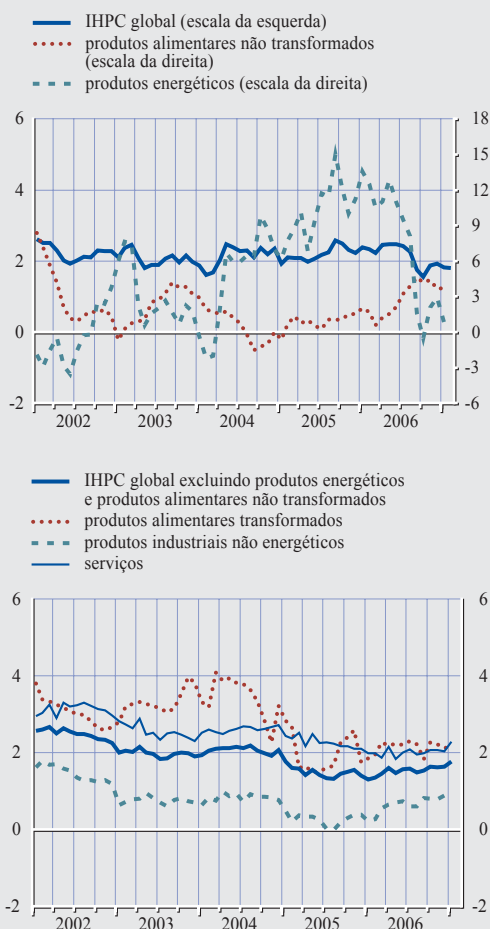 IHPC global (escala da esquerda)
produtos alimentares não transformados
(escala da direita)
produtos energéticos (escala da direita)
6 18
15
4 12
9
2 6
3
0 0
-3
-2 -6
2002 2003 2004 2005 2006
IHPC global excluindo produtos energéticos
e produtos alimentares não transformados
produtos alimentares transformados
produtos industriais não energéticos
serviços
6 6
4 4
2 2
0 0
-2 -2
2002 2003 2004 2005 2006